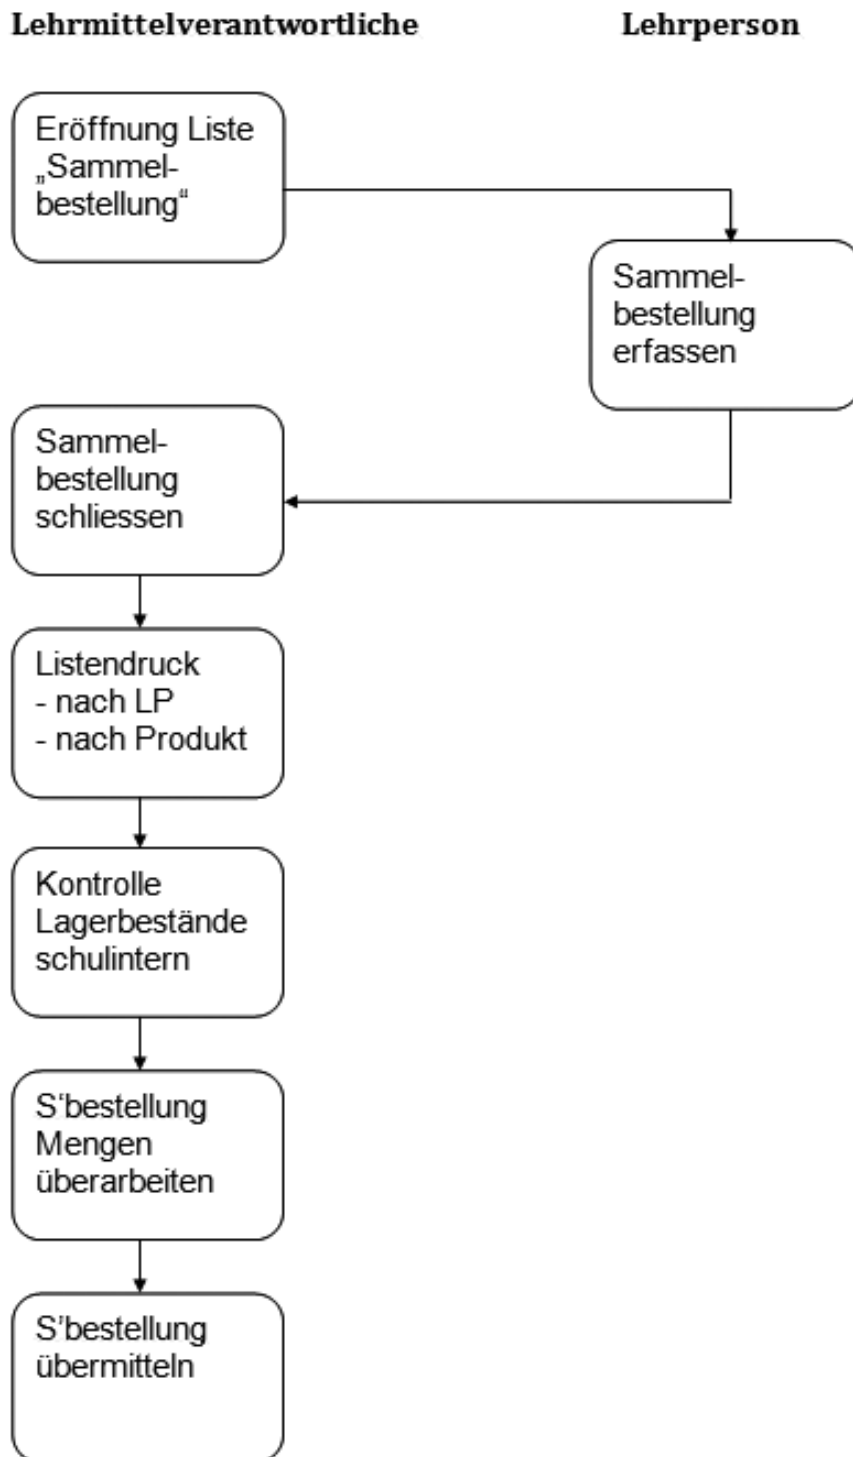 Lehrmittelverantwortliche
Lehrperson
Eröffnung Liste
„Sammel-
bestellung“
Sammel-
bestellung
erfassen
Sammel-
bestellung
schliessen
Listendruck
- nach LP
- nach Produkt
Kontrolle
Lagerbestände
schulintern
S‘bestellung
Mengen
überarbeiten
S’bestellung
übermitteln